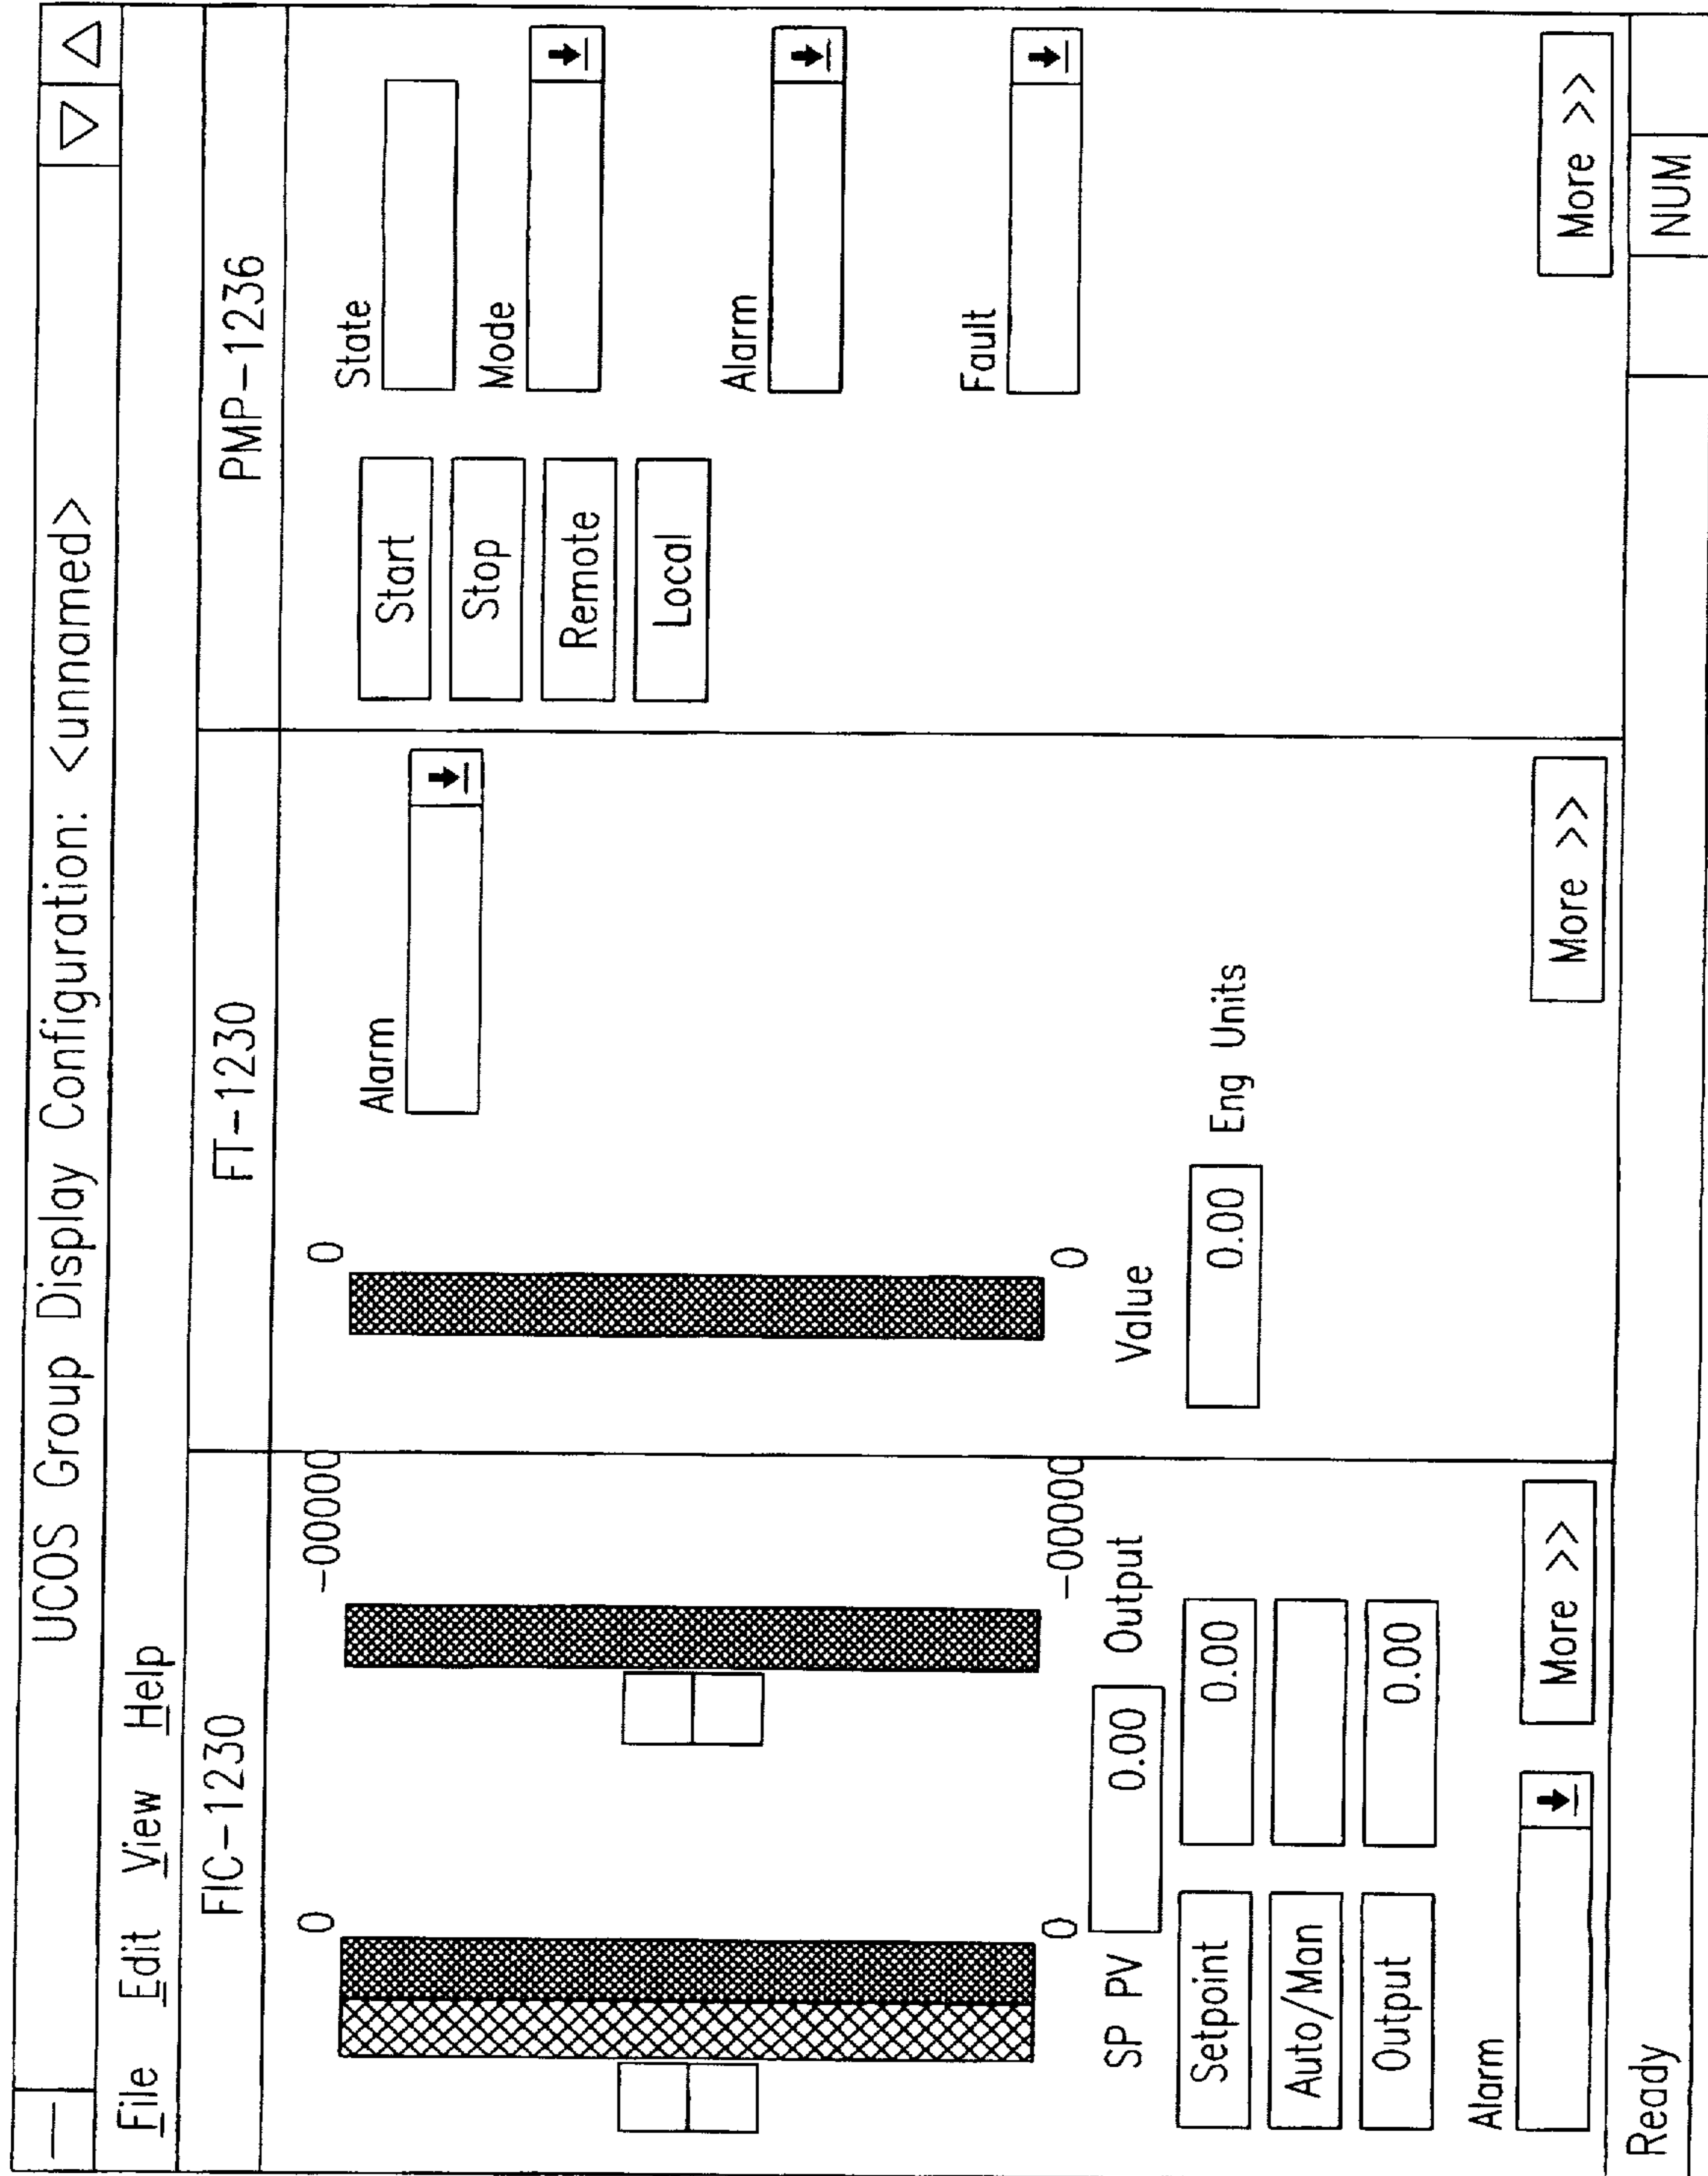 UCOS Group Display Configuration: <unnamed>
File Edit View Help
FIC-1230
0
-00000
0
-00000
SP PV
0.00
Output
Setpoint
0.00
Auto/Man
Output
0.00
Alarm
More >>
FT-1230
0
Alarm
0
Value
0.00
Eng Units
More >>
PMP-1236
Start
Stop
Remote
Local
State
Mode
Alarm
Fault
More >>
Ready
NUM